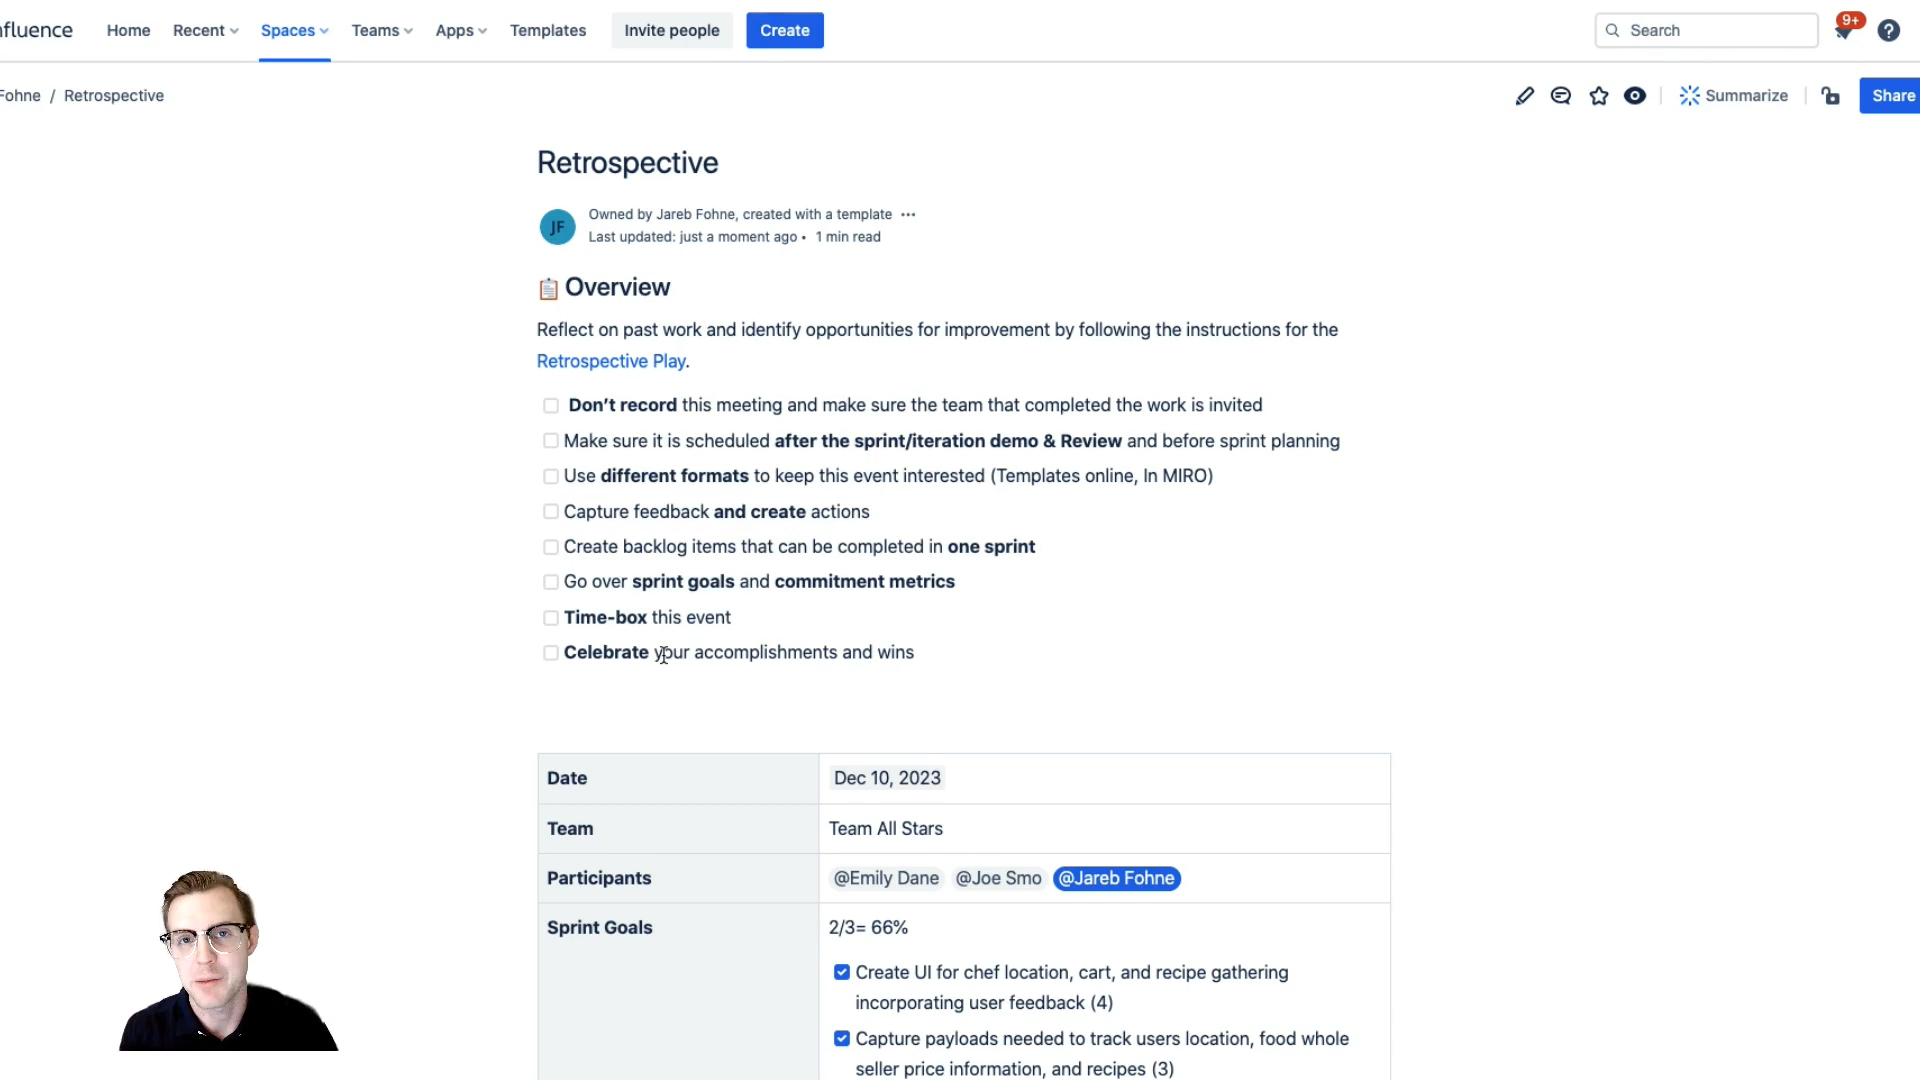 nfluence Home Recent Spaces Teams Apps Templates Invite people Create Search 9+ ?
Fohne / Retrospective Summarize Share
Retrospective
JF
Owned by Jareb Fohne, created with a template •••
Last updated: just a moment ago • 1 min read
📋 Overview
Reflect on past work and identify opportunities for improvement by following the instructions for the
Retrospective Play.
Don’t record this meeting and make sure the team that completed the work is invited
Make sure it is scheduled after the sprint/iteration demo & Review and before sprint planning
Use different formats to keep this event interested (Templates online, In MIRO)
Capture feedback and create actions
Create backlog items that can be completed in one sprint
Go over sprint goals and commitment metrics
Time-box this event
Celebrate your accomplishments and wins
Date Dec 10, 2023
Team Team All Stars
Participants @Emily Dane @Joe Smo @Jareb Fohne
Sprint Goals 2/3= 66%
Create UI for chef location, cart, and recipe gathering
incorporating user feedback (4)
Capture payloads needed to track users location, food whole
seller price information, and recipes (3)